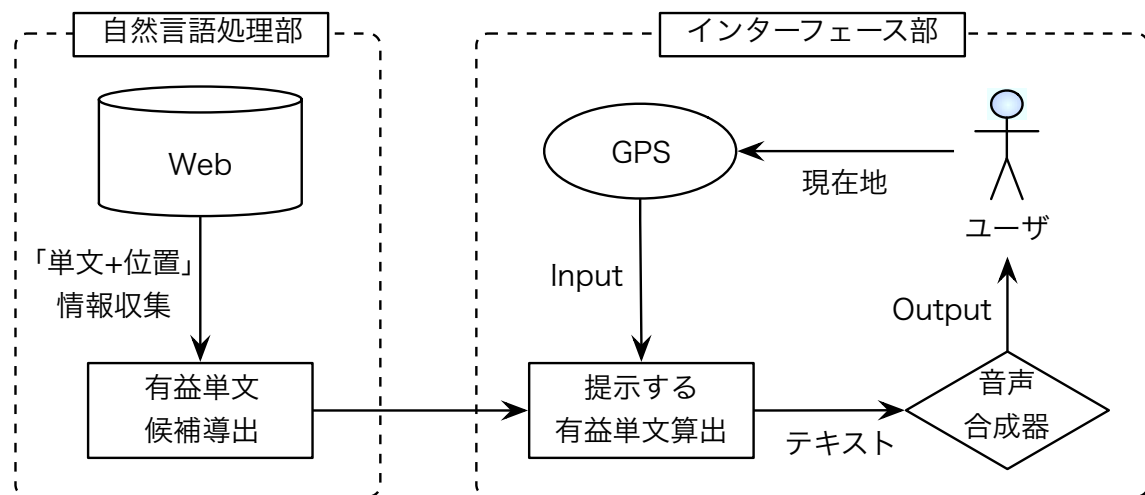 自然言語処理部
インターフェース部
Web
「単文+位置」
情報収集
有益単文
候補導出
GPS
現在地
ユーザ
Input
Output
提示する
有益単文算出
テキスト
音声
合成器